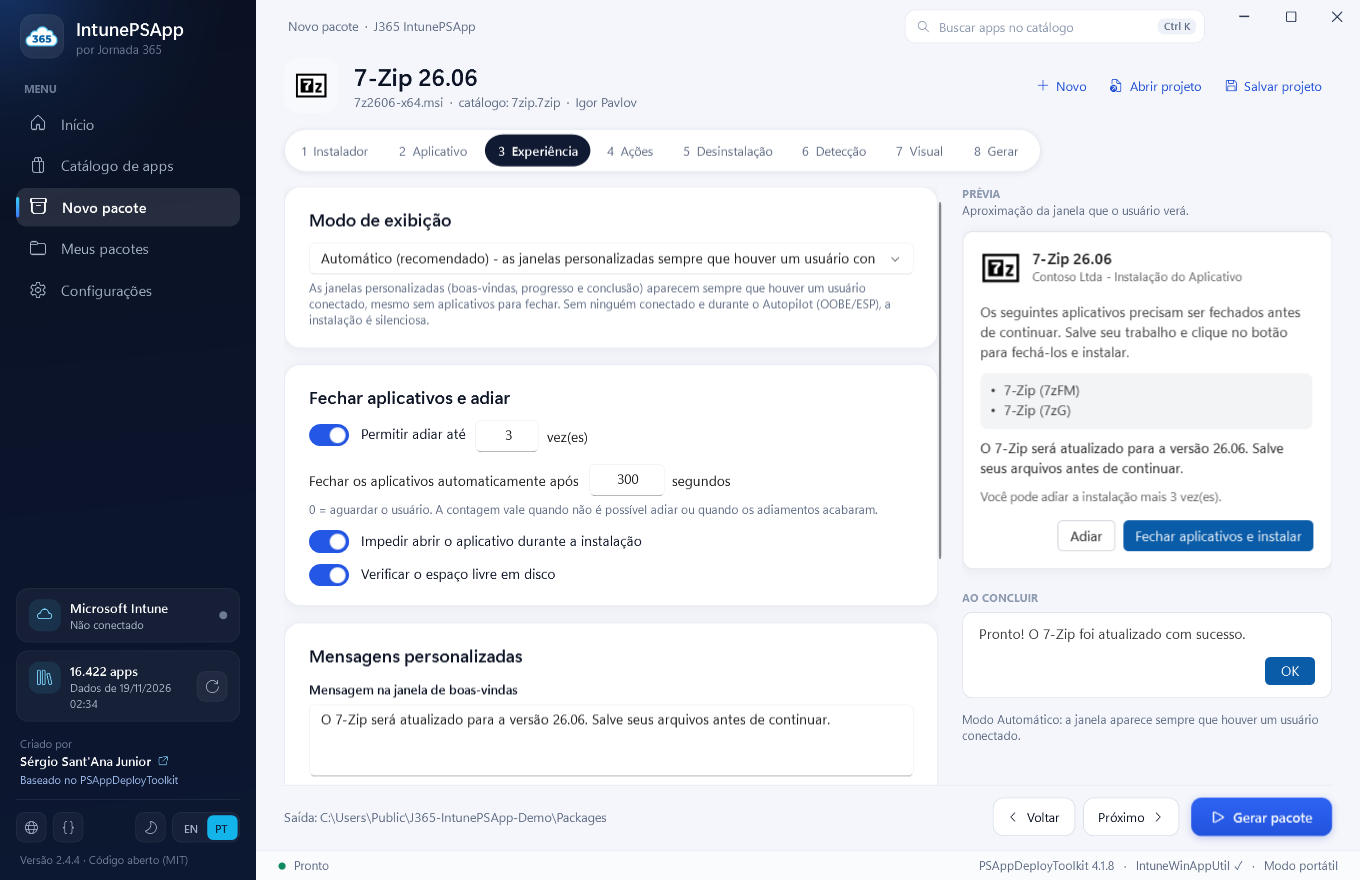 365
IntunePSApp
por Jornada 365
MENU
Início
Catálogo de apps
Novo pacote
Meus pacotes
Configurações
Microsoft Intune
Não conectado
16.422 apps
Dados de 19/11/2026
02:34
Criado por
Sérgio Sant'Ana Junior
Baseado no PSAppDeployToolkit
{} EN PT
Versão 2.4.4 · Código aberto (MIT)
Novo pacote · J365 IntunePSApp
Buscar apps no catálogo Ctrl K
7z
7-Zip 26.06
7z2606-x64.msi · catálogo: 7zip.7zip · Igor Pavlov
Novo Abrir projeto Salvar projeto
1 Instalador 2 Aplicativo 3 Experiência 4 Ações 5 Desinstalação 6 Detecção 7 Visual 8 Gerar
Modo de exibição
Automático (recomendado) - as janelas personalizadas sempre que houver um usuário con
As janelas personalizadas (boas-vindas, progresso e conclusão) aparecem sempre que houver um usuário
conectado, mesmo sem aplicativos para fechar. Sem ninguém conectado e durante o Autopilot (OOBE/ESP), a
instalação é silenciosa.
Fechar aplicativos e adiar
Permitir adiar até 3 vez(es)
Fechar os aplicativos automaticamente após 300 segundos
0 = aguardar o usuário. A contagem vale quando não é possível adiar ou quando os adiamentos acabaram.
Impedir abrir o aplicativo durante a instalação
Verificar o espaço livre em disco
Mensagens personalizadas
Mensagem na janela de boas-vindas
O 7-Zip será atualizado para a versão 26.06. Salve seus arquivos antes de continuar.
PRÉVIA
Aproximação da janela que o usuário verá.
7z
7-Zip 26.06
Contoso Ltda - Instalação do Aplicativo
Os seguintes aplicativos precisam ser fechados antes
de continuar. Salve seu trabalho e clique no botão
para fechá-los e instalar.
• 7-Zip (7zFM)
• 7-Zip (7zG)
O 7-Zip será atualizado para a versão 26.06. Salve
seus arquivos antes de continuar.
Você pode adiar a instalação mais 3 vez(es).
Adiar Fechar aplicativos e instalar
AO CONCLUIR
Pronto! O 7-Zip foi atualizado com sucesso.
OK
Modo Automático: a janela aparece sempre que houver um usuário
conectado.
Saída: C:\Users\Public\J365-IntunePSApp-Demo\Packages
Voltar Próximo Gerar pacote
Pronto
PSAppDeployToolkit 4.1.8 · IntuneWinAppUtil ✓ · Modo portátil